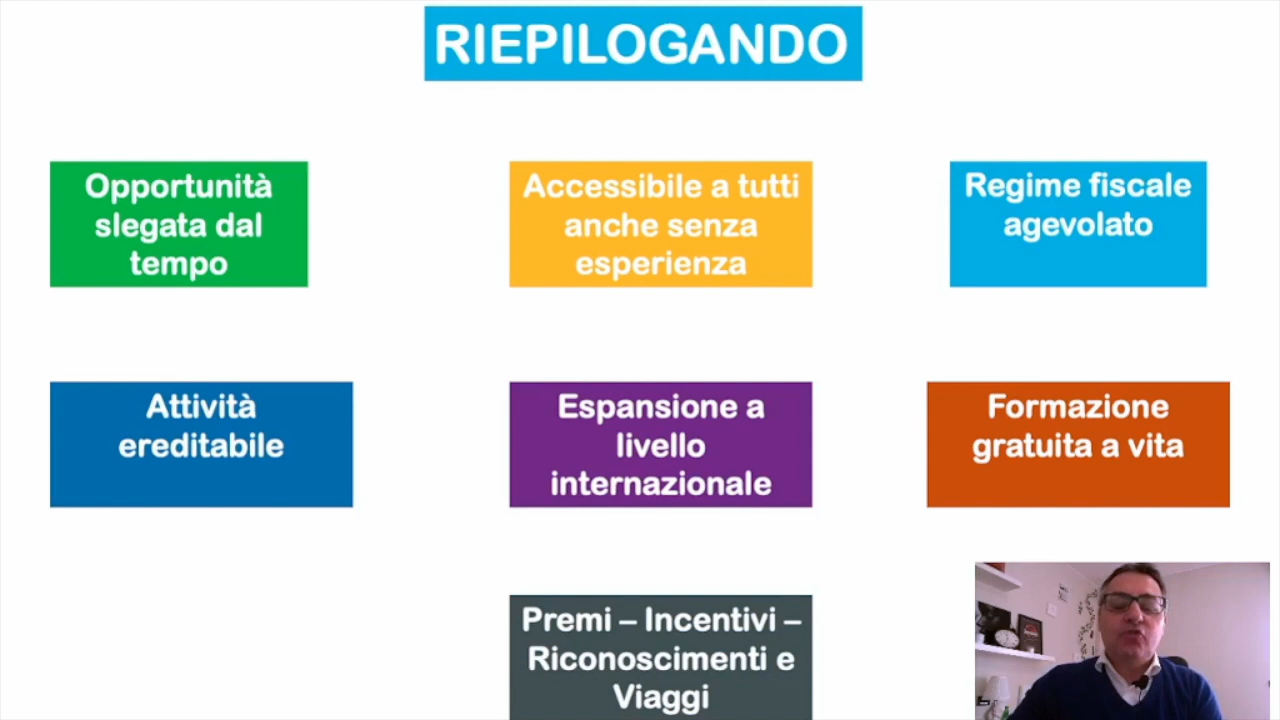 RIEPILOGANDO
Opportunità
slegata dal
tempo
Accessibile a tutti
anche senza
esperienza
Regime fiscale
agevolato
Attività
ereditabile
Espansione a
livello
internazionale
Formazione
gratuita a vita
Premi – Incentivi –
Riconoscimenti e
Viaggi